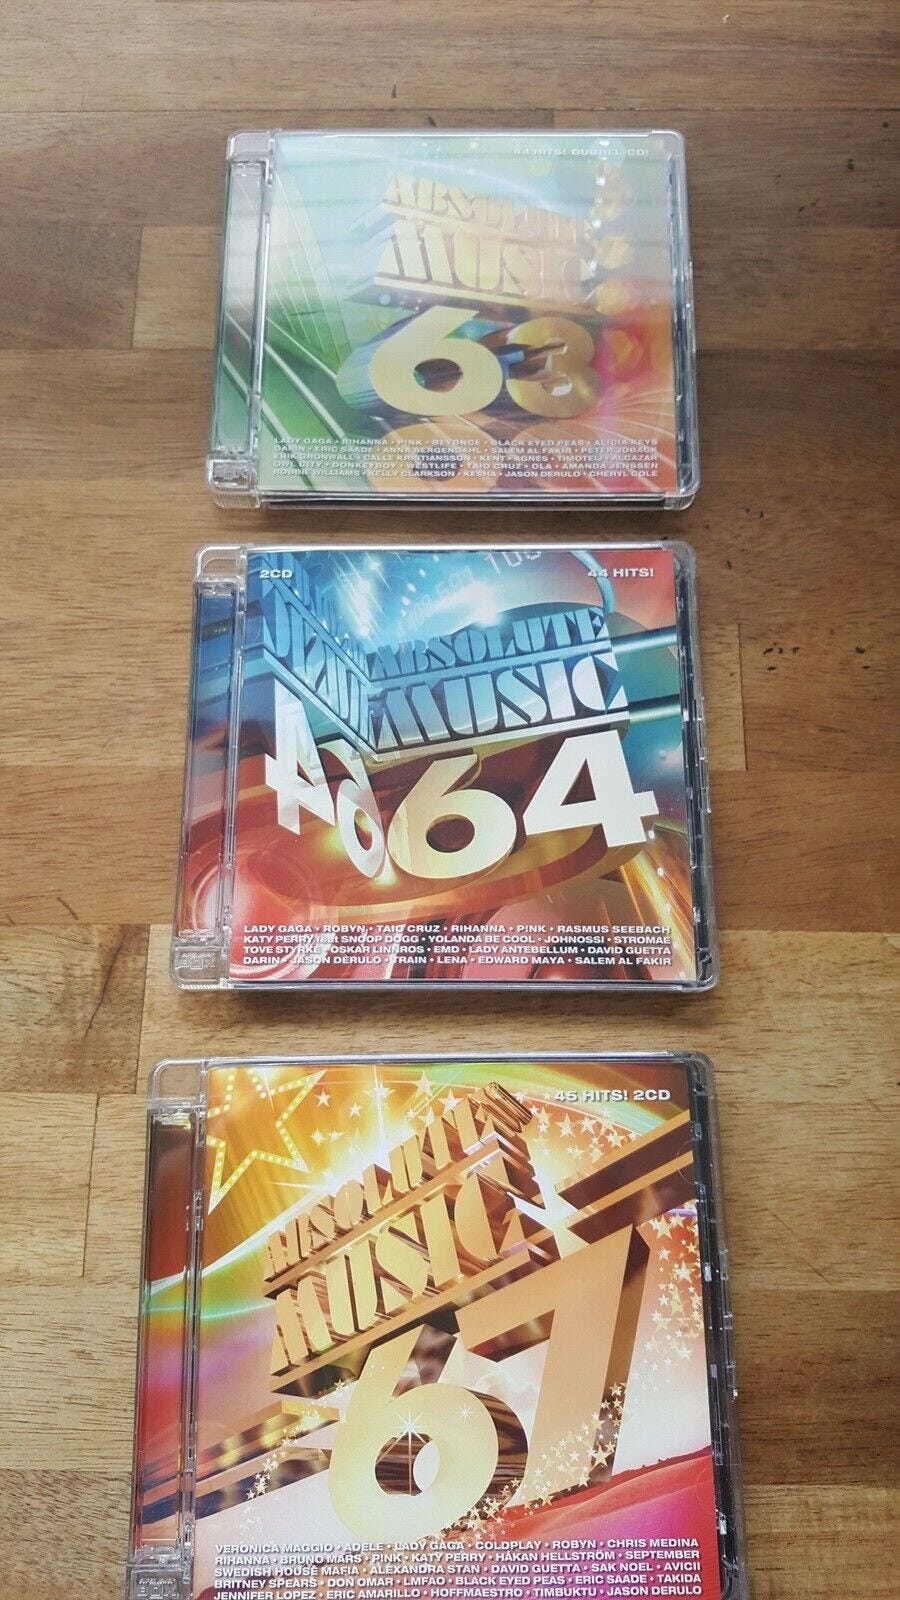 44 HITS! DUBBEL-CD!
ABSOLUTE
MUSIC
63
LADY GAGA • RIHANNA • P!NK • BEYONCÉ • BLACK EYED PEAS • ALICIA KEYS
DARIN • ERIC SAADE • ANNA BERGENDAHL • SALEM AL FAKIR • PETER JÖBACK
ERIK GRÖNWALL • CALLE KRISTIANSSON • KENT • AGNES • TIMOTEIJ • ALCAZAR
OWL CITY • DONKEYBOY • WESTLIFE • TAIO CRUZ • OLA • AMANDA JENSSEN
ROBBIE WILLIAMS • KELLY CLARKSON • KESHA • JASON DERULO • CHERYL COLE
2CD
44 HITS!
ABSOLUTE
MUSIC
64
LADY GAGA • ROBYN • TAIO CRUZ • RIHANNA • P!NK • RASMUS SEEBACH
KATY PERRY feat SNOOP DOGG • YOLANDA BE COOL • JOHNOSSI • STROMAE
TOVE STYRKE • OSKAR LINNROS • EMD • LADY ANTEBELLUM • DAVID GUETTA
DARIN • JASON DERULO • TRAIN • LENA • EDWARD MAYA • SALEM AL FAKIR
45 HITS! 2CD
ABSOLUTE
MUSIC
67
VERONICA MAGGIO • ADELE • LADY GAGA • COLDPLAY • ROBYN • CHRIS MEDINA
RIHANNA • BRUNO MARS • P!NK • KATY PERRY • HÅKAN HELLSTRÖM • SEPTEMBER
SWEDISH HOUSE MAFIA • ALEXANDRA STAN • DAVID GUETTA • SAK NOEL • AVICII
BRITNEY SPEARS • DON OMAR • LMFAO • BLACK EYED PEAS • ERIC SAADE • TAKIDA
JENNIFER LOPEZ • ERIC AMARILLO • HOFFMAESTRO • TIMBUKTU • JASON DERULO